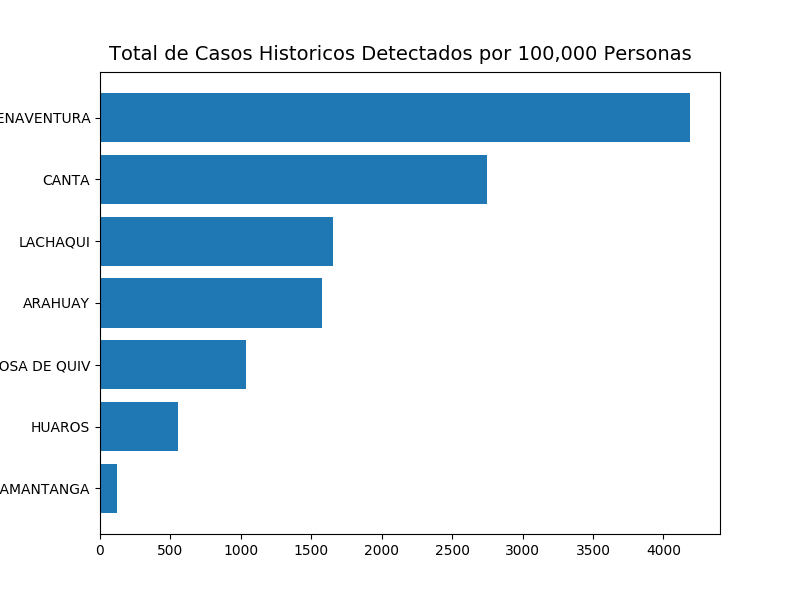 Total de Casos Historicos Detectados por 100,000 Personas
ENAVENTURA
CANTA
LACHAQUI
ARAHUAY
OSA DE QUIV
HUAROS
AMANTANGA
0 500 1000 1500 2000 2500 3000 3500 4000